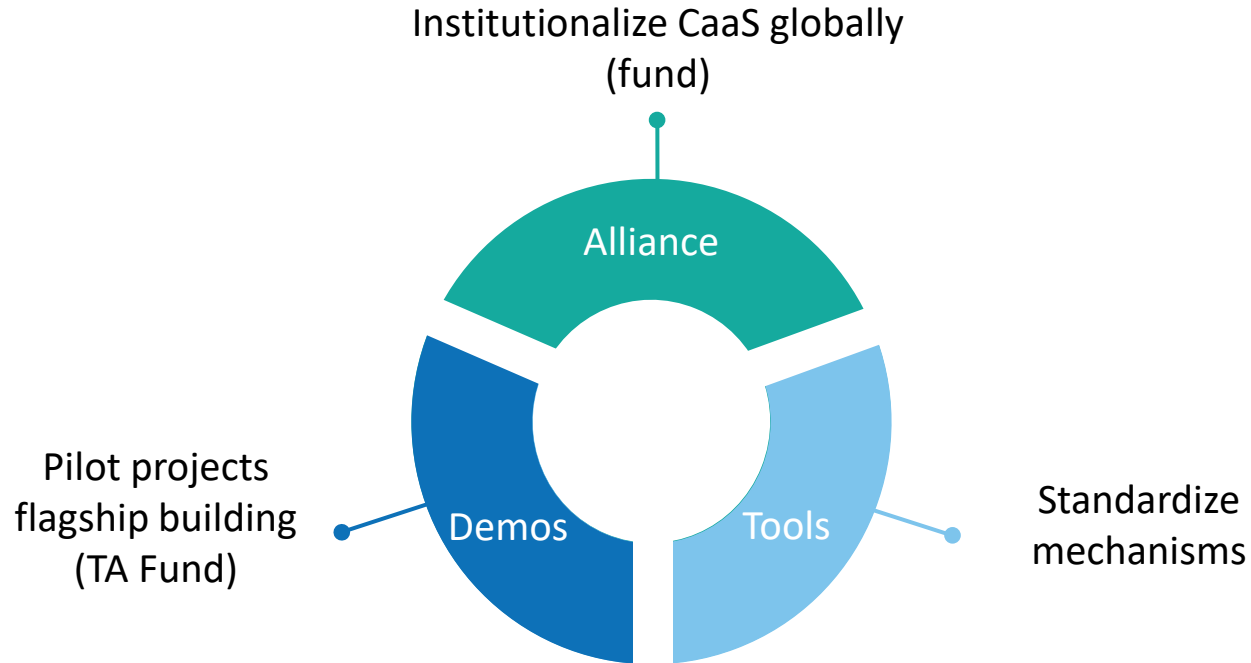 Institutionalize CaaS globally
(fund)
Alliance
Pilot projects
flagship building
(TA Fund)
Demos
Tools
Standardize
mechanisms